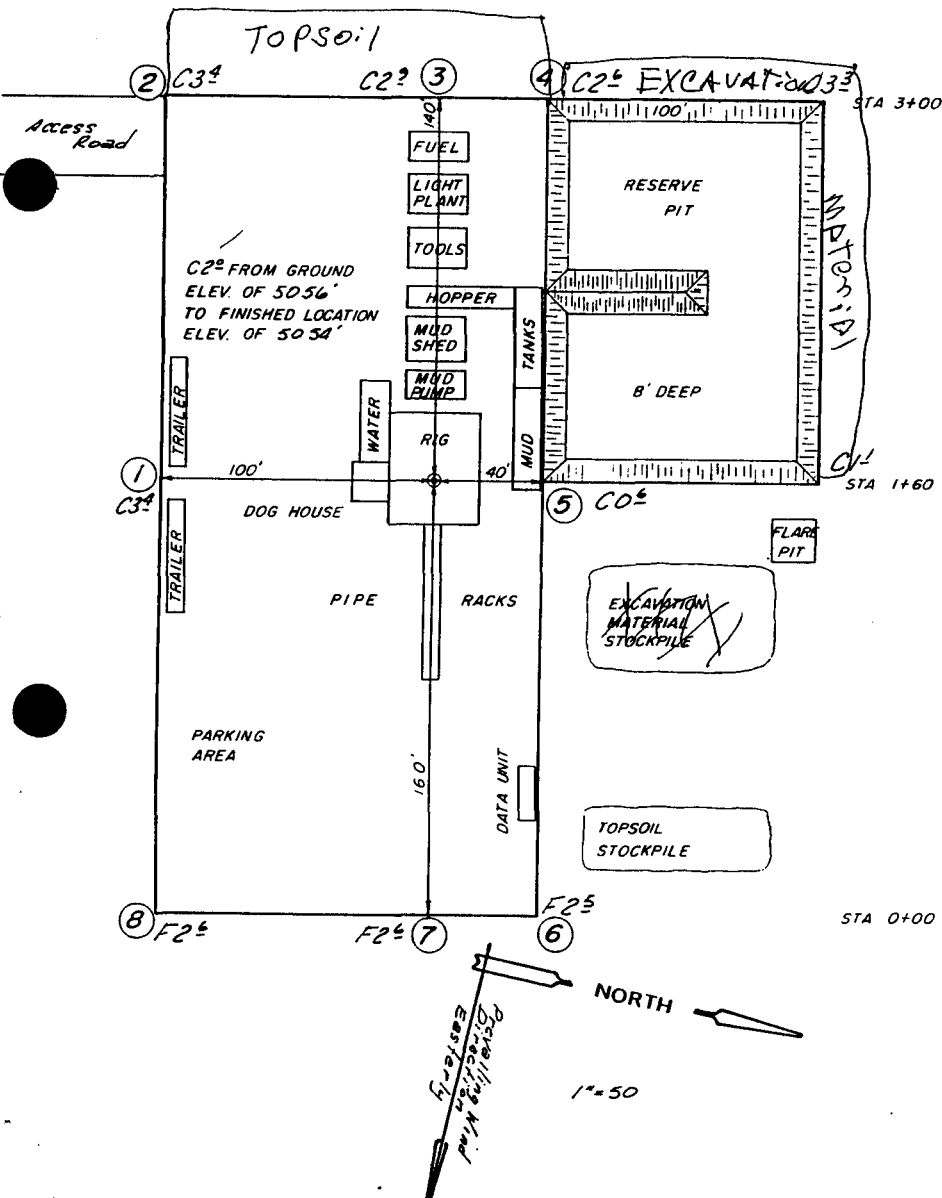 TOPSOIL
2 C3⁴ C2⁹ 3 4 C2⁶ EXCAVATION D3³
STA 3+00
Access
Road
140'
100'
FUEL
LIGHT
PLANT
TOOLS
RESERVE
PIT
Material
C2⁰ FROM GROUND
ELEV. OF 5056'
TO FINISHED LOCATION
ELEV. OF 5054'
HOPPER
MUD
SHED
MUD
PUMP
TANKS
MUD
8' DEEP
TRAILER
WATER
RIG
1
C3⁴
100'
40'
DOG HOUSE
5 C0⁶
C1¹
STA 1+60
TRAILER
FLARE
PIT
PIPE RACKS
EXCAVATION
MATERIAL
STOCKPILE
PARKING
AREA
160'
DATA UNIT
TOPSOIL
STOCKPILE
8 F2⁶ F2⁶ 7 F2⁵
6
STA 0+00
NORTH
Prevailing Wind
Direction
Easterly
1"=50